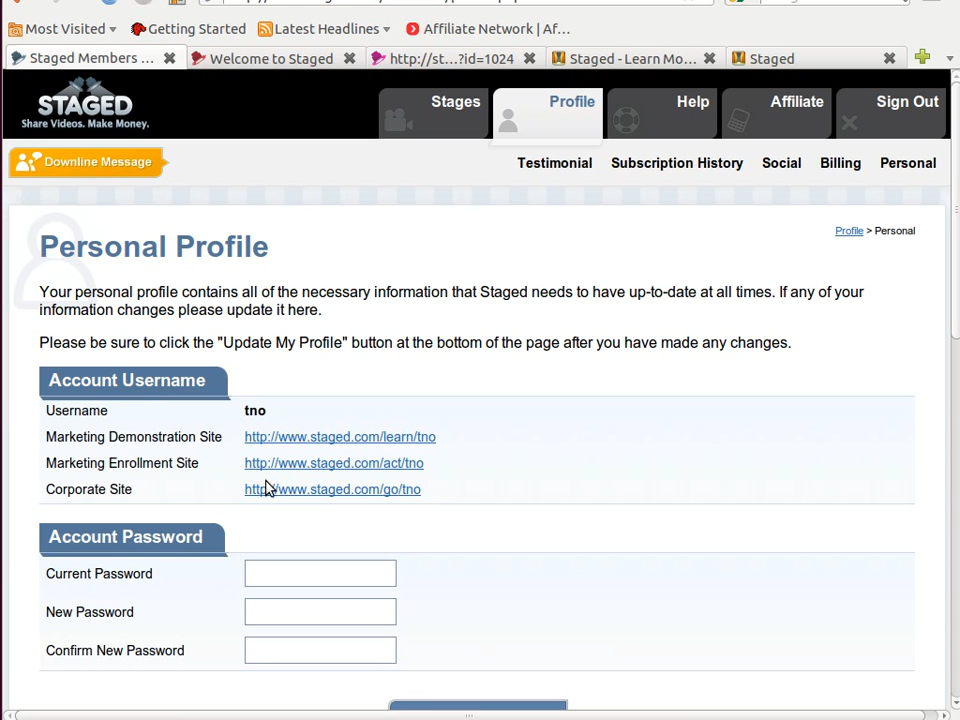 Most Visited
Getting Started
Latest Headlines
Affiliate Network | Af...
Staged Members ...
Welcome to Staged
http://st...?id=1024
Staged - Learn Mo...
Staged
STAGED
Share Videos. Make Money.
Stages
Profile
Help
Affiliate
Sign Out
Downline Message
Testimonial
Subscription History
Social
Billing
Personal
Profile > Personal
Personal Profile
Your personal profile contains all of the necessary information that Staged needs to have up-to-date at all times. If any of your
information changes please update it here.
Please be sure to click the "Update My Profile" button at the bottom of the page after you have made any changes.
Account Username
Username tno
Marketing Demonstration Site http://www.staged.com/learn/tno
Marketing Enrollment Site http://www.staged.com/act/tno
Corporate Site http://www.staged.com/go/tno
Account Password
Current Password
New Password
Confirm New Password